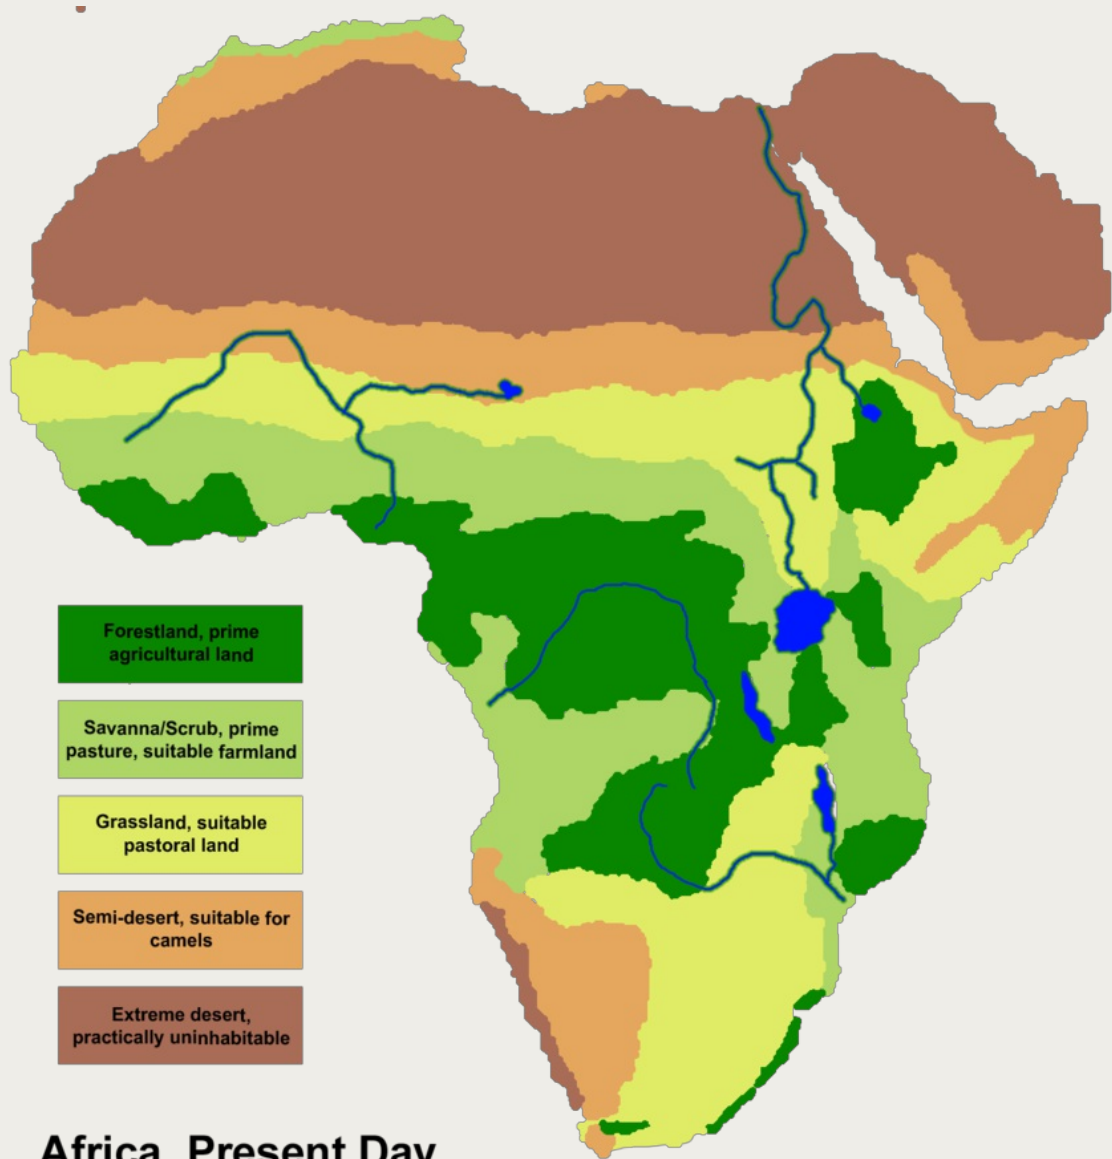 Forestland, prime
agricultural land
Savanna/Scrub, prime
pasture, suitable farmland
Grassland, suitable
pastoral land
Semi-desert, suitable for
camels
Extreme desert,
practically uninhabitable
Africa, Present Day